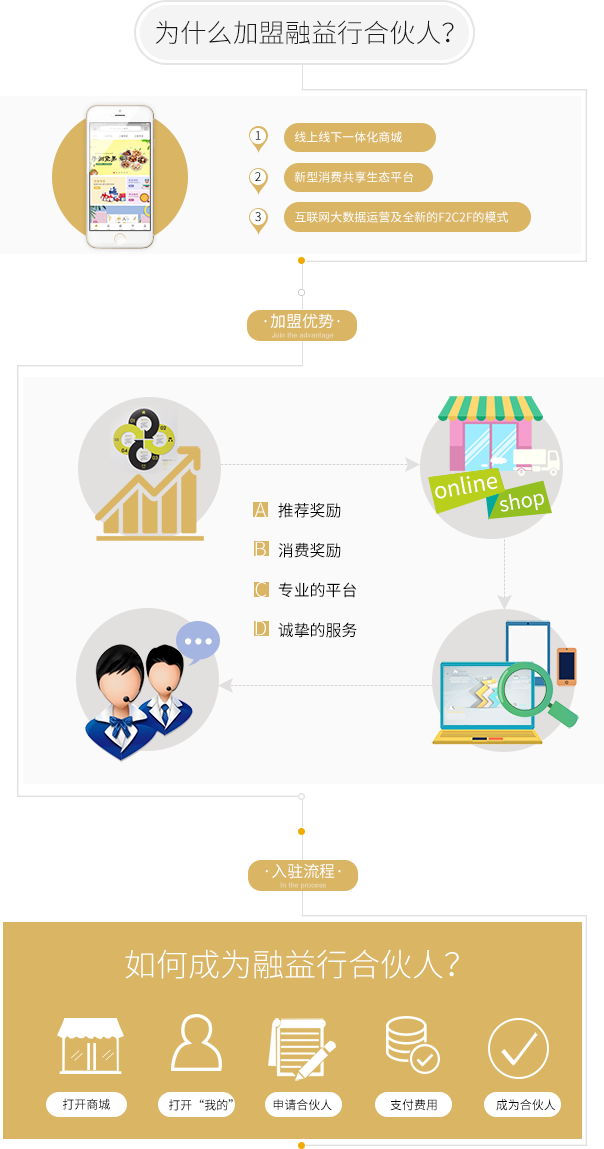 为什么加盟融益行合伙人？
1 线上线下一体化商城
2 新型消费共享生态平台
3 互联网大数据运营及全新的F2C2F的模式
·加盟优势·
Join the advantage
01
02
03
04
online
shop
A 推荐奖励
B 消费奖励
C 专业的平台
D 诚挚的服务
·入驻流程·
In the process
如何成为融益行合伙人？
打开商城
打开“我的”
申请合伙人
支付费用
成为合伙人